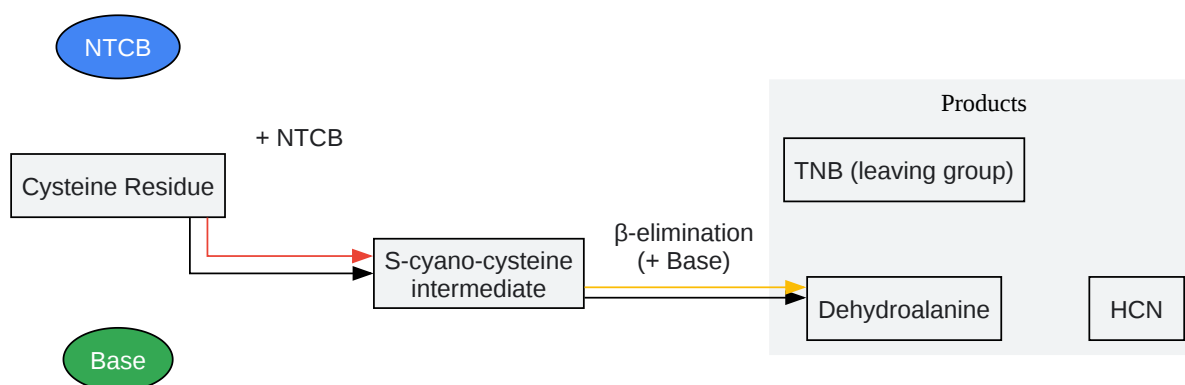 NTCB
Products
+ NTCB
TNB (leaving group)
Cysteine Residue
β-elimination
(+ Base)
S-cyano-cysteine
intermediate
Dehydroalanine
HCN
Base